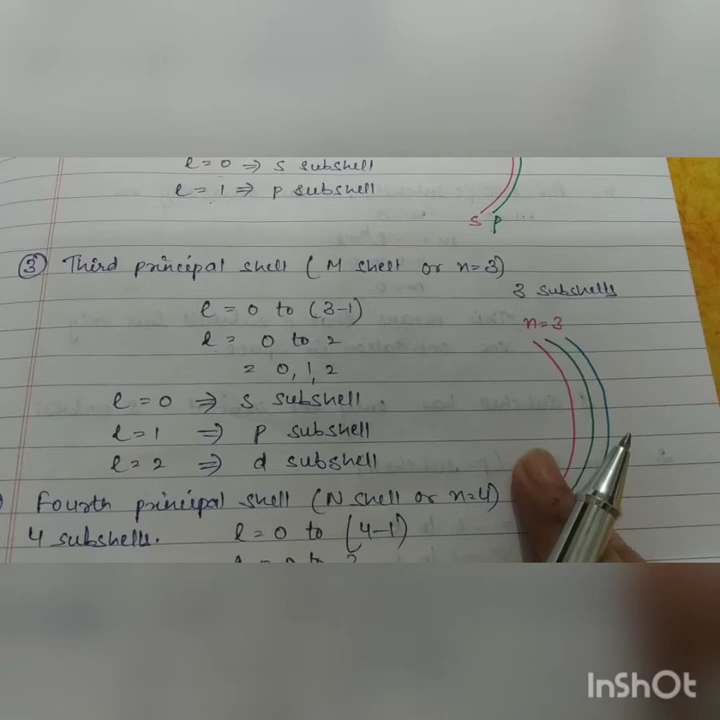 l = 0 ⇒ s subshell
l = 1 ⇒ p subshell
s p
③ Third principal shell ( M shell or n=3)
3 subshells
l = 0 to (3-1)
n=3
l = 0 to 2
= 0, 1, 2
l = 0 ⇒ s subshell
l = 1 ⇒ p subshell
l = 2 ⇒ d subshell
Fourth principal shell (N shell or n=4)
4 subshells. l = 0 to (4-1)
InShOt